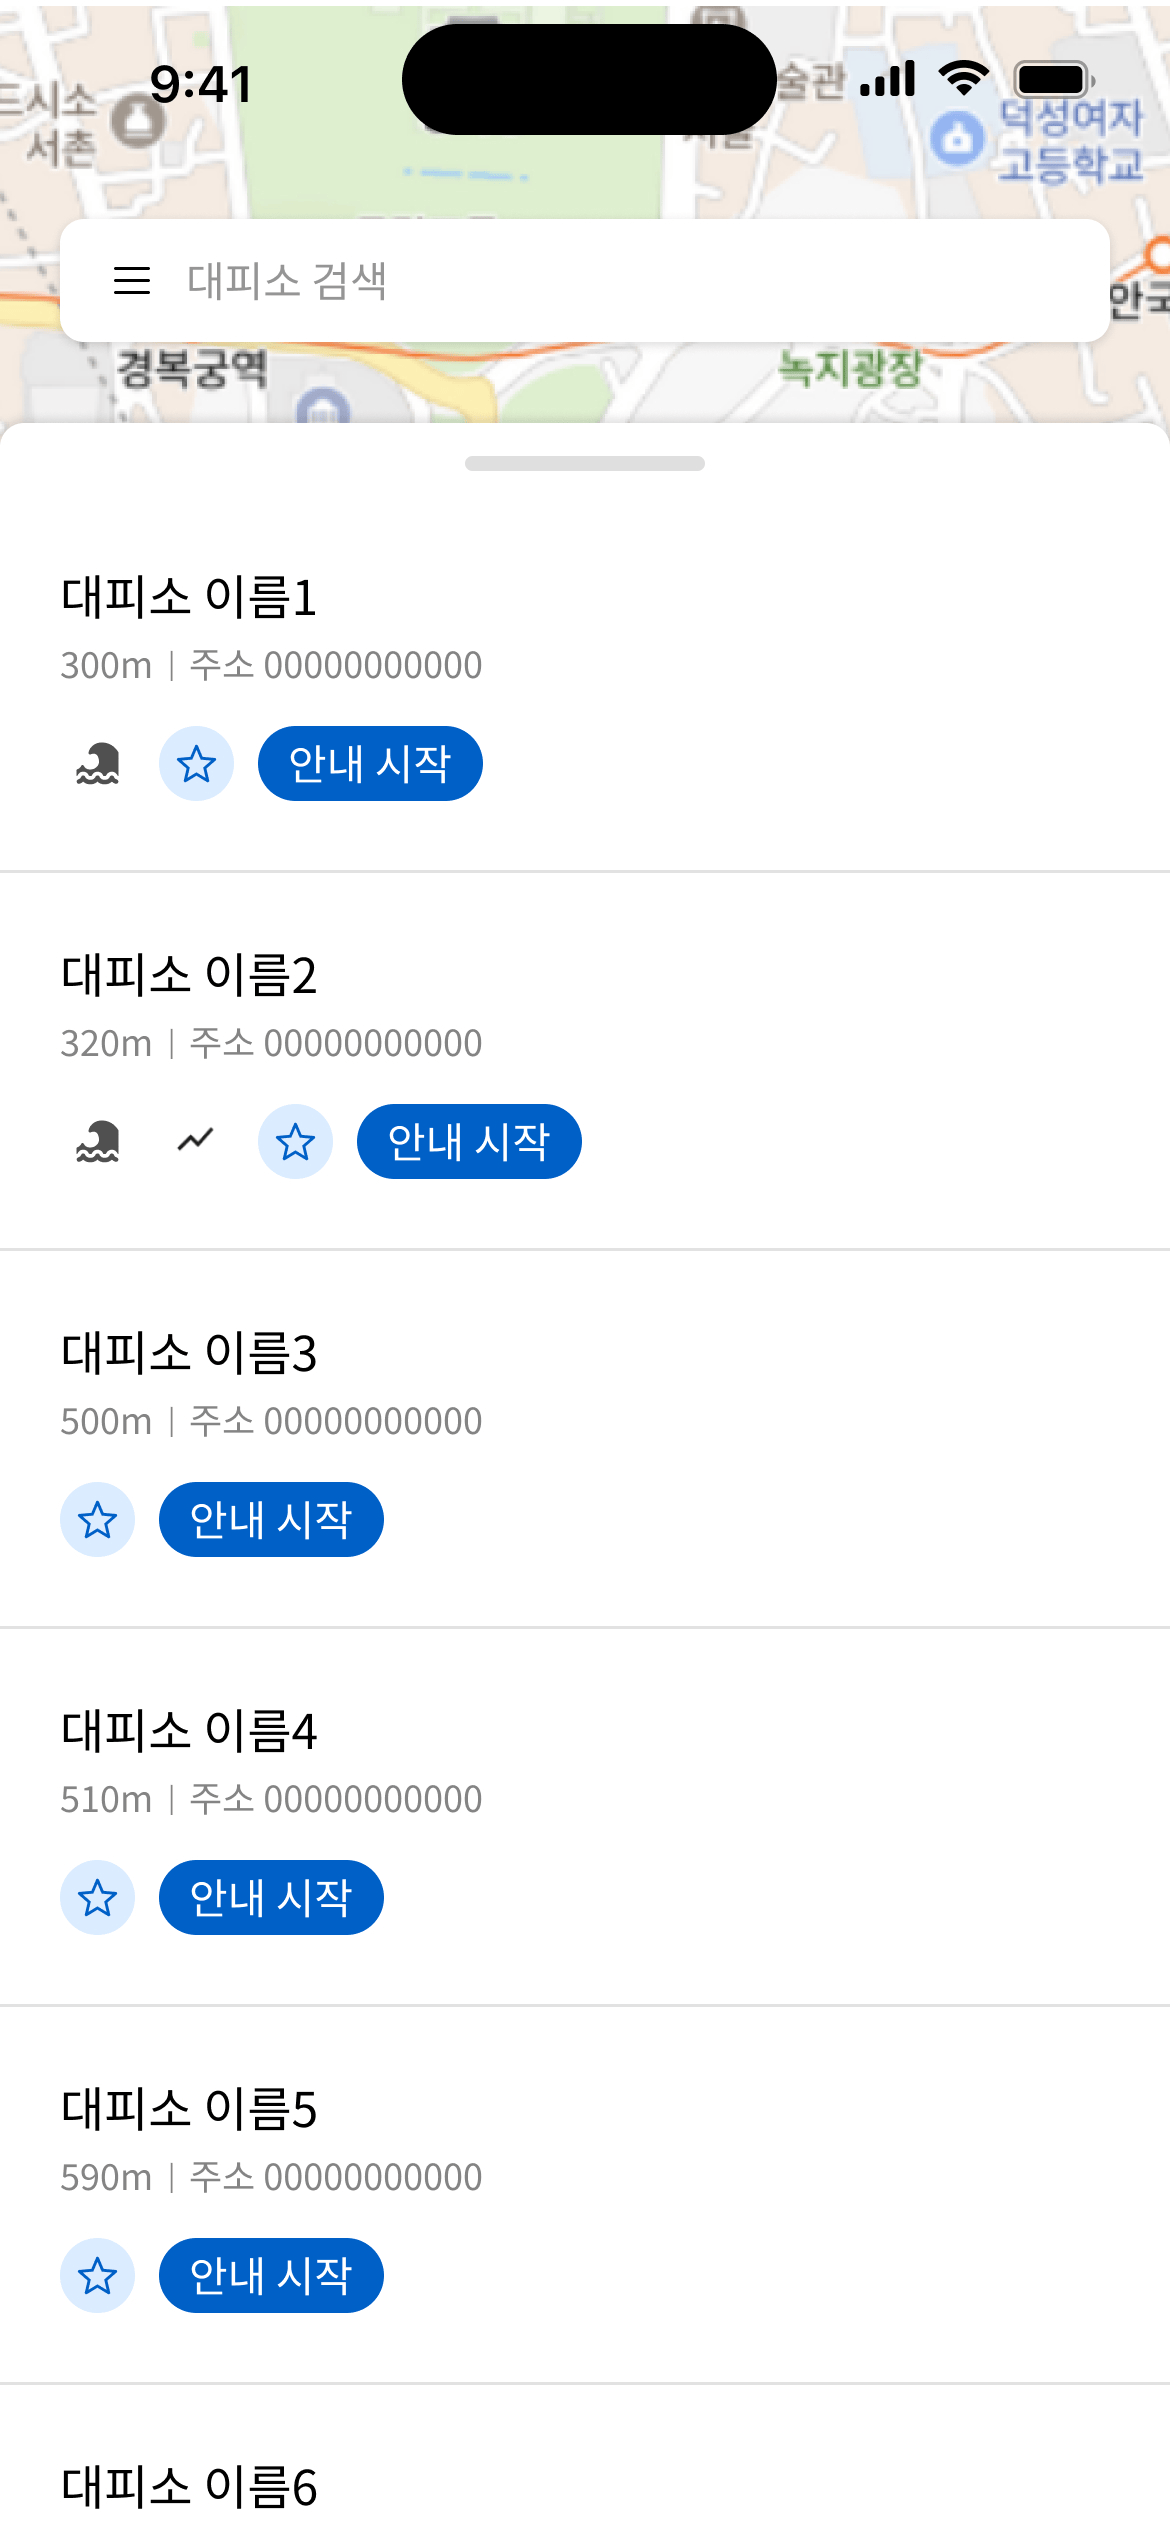 9:41
술관
드시소
서촌
덕성여자
고등학교
대피소 검색
안국
경복궁역
녹지광장
대피소 이름1
300m | 주소 00000000000
안내 시작
대피소 이름2
320m | 주소 00000000000
안내 시작
대피소 이름3
500m | 주소 00000000000
안내 시작
대피소 이름4
510m | 주소 00000000000
안내 시작
대피소 이름5
590m | 주소 00000000000
안내 시작
대피소 이름6